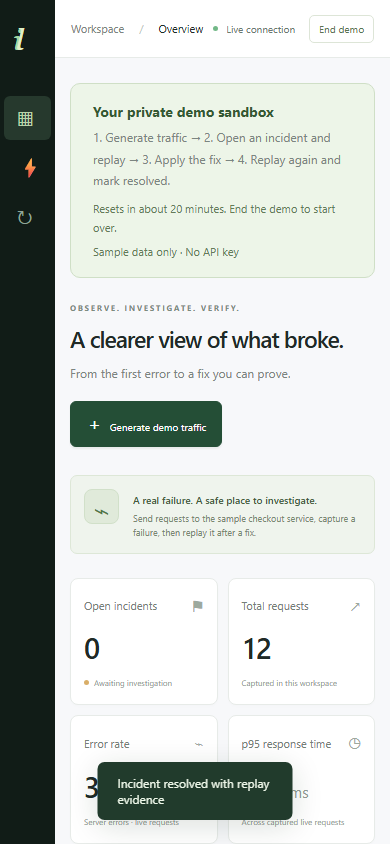 Workspace / Overview Live connection End demo
Your private demo sandbox
1. Generate traffic → 2. Open an incident and
replay → 3. Apply the fix → 4. Replay again and
mark resolved.
Resets in about 20 minutes. End the demo to start
over.
Sample data only · No API key
OBSERVE. INVESTIGATE. VERIFY.
A clearer view of what broke.
From the first error to a fix you can prove.
+ Generate demo traffic
A real failure. A safe place to investigate.
Send requests to the sample checkout service, capture a
failure, then replay it after a fix.
Open incidents
0
Awaiting investigation
Total requests
12
Captured in this workspace
Error rate
3
Server errors · live requests
p95 response time
ms
Across captured live requests
Incident resolved with replay
evidence